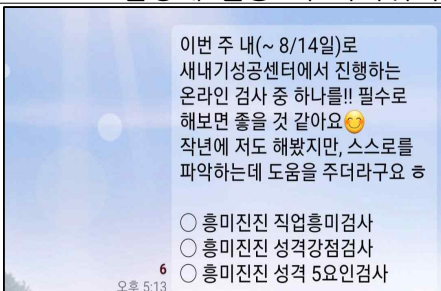 이번 주 내(~ 8/14일)로
새내기성공센터에서 진행하는
온라인 검사 중 하나를!! 필수로
해보면 좋을 것 같아요😊
작년에 저도 해봤지만, 스스로를
파악하는데 도움을 주더라구요 ㅎ
○ 흥미진진 직업흥미검사
○ 흥미진진 성격강점검사
○ 흥미진진 성격 5요인검사
6
오후 5:13